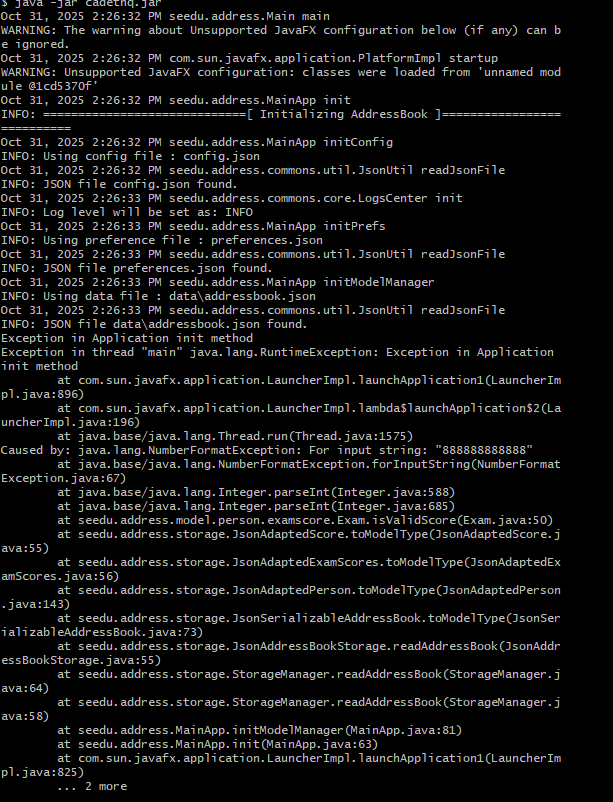 $ java -jar cadethq.jar
Oct 31, 2025 2:26:32 PM seedu.address.Main main
WARNING: The warning about Unsupported JavaFX configuration below (if any) can b
e ignored.
Oct 31, 2025 2:26:32 PM com.sun.javafx.application.PlatformImpl startup
WARNING: Unsupported JavaFX configuration: classes were loaded from 'unnamed mod
ule @1cd5370f'
Oct 31, 2025 2:26:32 PM seedu.address.MainApp init
INFO: =============================[ Initializing AddressBook ]=================
==========
Oct 31, 2025 2:26:32 PM seedu.address.MainApp initConfig
INFO: Using config file : config.json
Oct 31, 2025 2:26:32 PM seedu.address.commons.util.JsonUtil readJsonFile
INFO: JSON file config.json found.
Oct 31, 2025 2:26:33 PM seedu.address.commons.core.LogsCenter init
INFO: Log level will be set as: INFO
Oct 31, 2025 2:26:33 PM seedu.address.MainApp initPrefs
INFO: Using preference file : preferences.json
Oct 31, 2025 2:26:33 PM seedu.address.commons.util.JsonUtil readJsonFile
INFO: JSON file preferences.json found.
Oct 31, 2025 2:26:33 PM seedu.address.MainApp initModelManager
INFO: Using data file : data\addressbook.json
Oct 31, 2025 2:26:33 PM seedu.address.commons.util.JsonUtil readJsonFile
INFO: JSON file data\addressbook.json found.
Exception in Application init method
Exception in thread "main" java.lang.RuntimeException: Exception in Application
init method
at com.sun.javafx.application.LauncherImpl.launchApplication1(LauncherIm
pl.java:896)
at com.sun.javafx.application.LauncherImpl.lambda$launchApplication$2(La
uncherImpl.java:196)
at java.base/java.lang.Thread.run(Thread.java:1575)
Caused by: java.lang.NumberFormatException: For input string: "888888888888"
at java.base/java.lang.NumberFormatException.forInputString(NumberFormat
Exception.java:67)
at java.base/java.lang.Integer.parseInt(Integer.java:588)
at java.base/java.lang.Integer.parseInt(Integer.java:685)
at seedu.address.model.person.examscore.Exam.isValidScore(Exam.java:50)
at seedu.address.storage.JsonAdaptedScore.toModelType(JsonAdaptedScore.j
ava:55)
at seedu.address.storage.JsonAdaptedExamScores.toModelType(JsonAdaptedEx
amScores.java:56)
at seedu.address.storage.JsonAdaptedPerson.toModelType(JsonAdaptedPerson
.java:143)
at seedu.address.storage.JsonSerializableAddressBook.toModelType(JsonSer
ializableAddressBook.java:73)
at seedu.address.storage.JsonAddressBookStorage.readAddressBook(JsonAddr
essBookStorage.java:55)
at seedu.address.storage.StorageManager.readAddressBook(StorageManager.j
ava:64)
at seedu.address.storage.StorageManager.readAddressBook(StorageManager.j
ava:58)
at seedu.address.MainApp.initModelManager(MainApp.java:81)
at seedu.address.MainApp.init(MainApp.java:63)
at com.sun.javafx.application.LauncherImpl.launchApplication1(LauncherIm
pl.java:825)
... 2 more